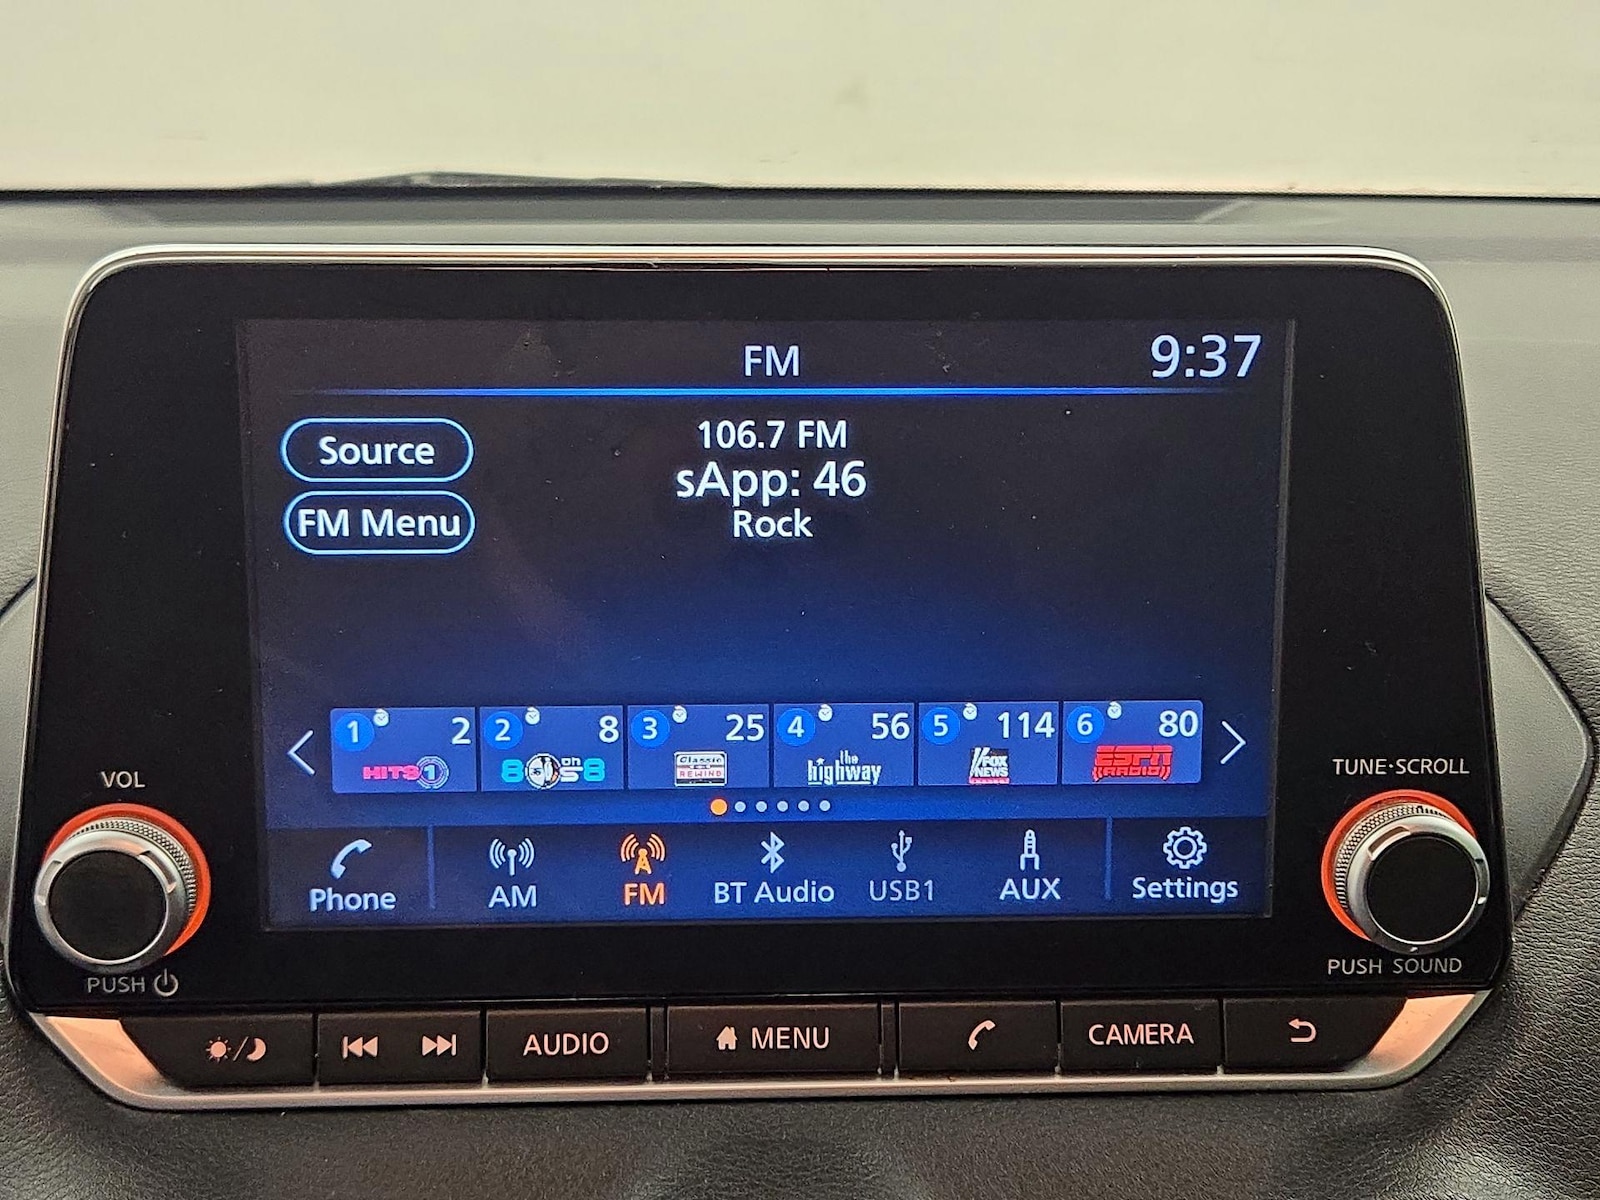 FM
9:37
Source
FM Menu
106.7 FM
sApp: 46
Rock
1 2
HITS 1
2 8
80s on 8
3 25
Classic
REWIND
4 56
the
highway
5 114
FOX
NEWS
6 80
ESPN
RADIO
Phone
AM
FM
BT Audio
USB1
AUX
Settings
VOL
PUSH
TUNE·SCROLL
PUSH SOUND
AUDIO
MENU
CAMERA